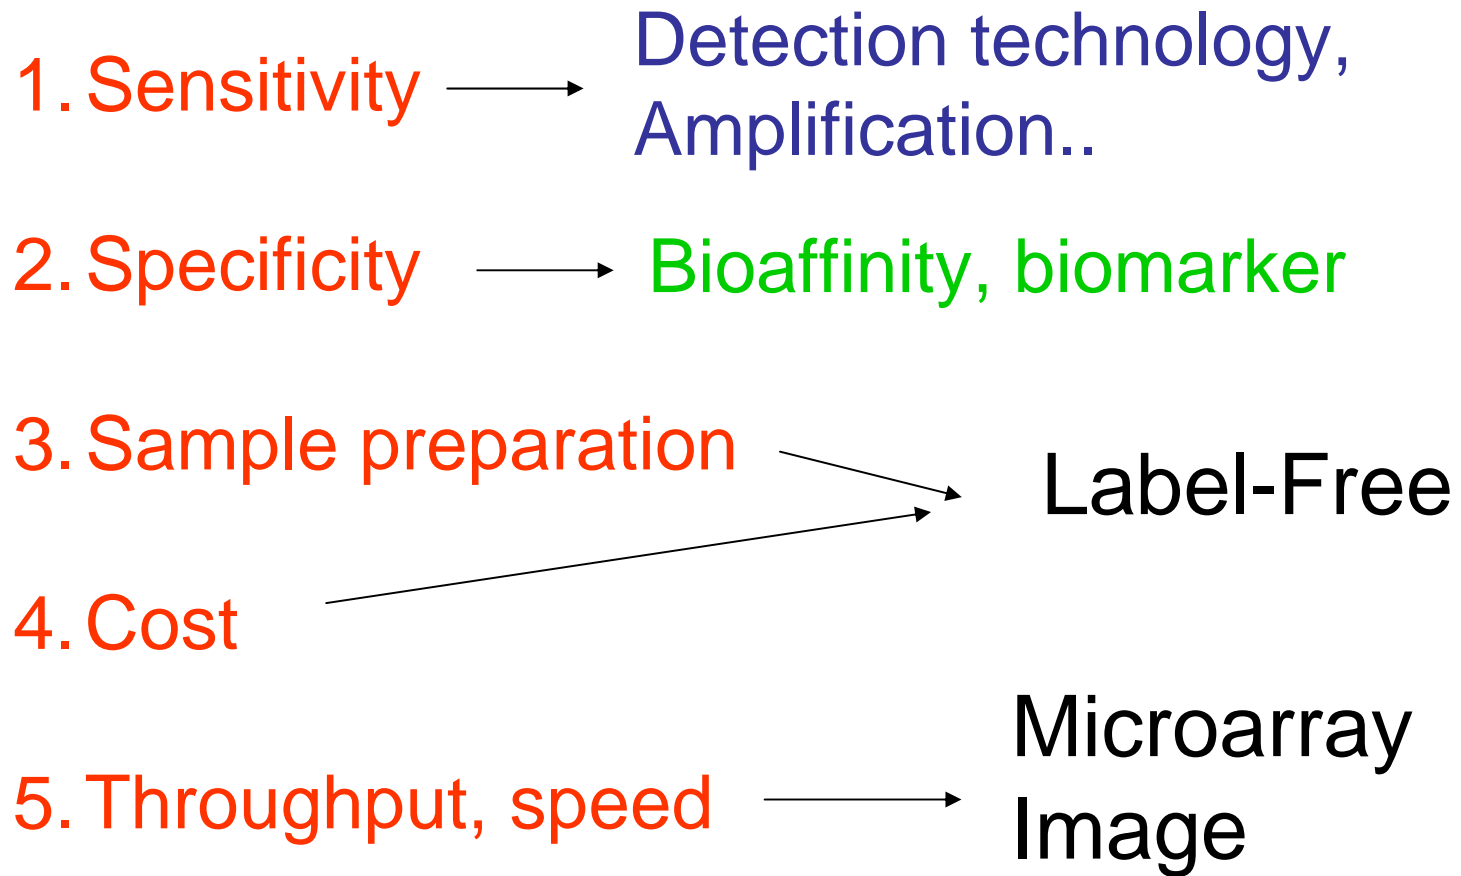 1. Sensitivity
Detection technology,
Amplification..
2. Specificity
Bioaffinity, biomarker
3. Sample preparation
Label-Free
4. Cost
5. Throughput, speed
Microarray
Image